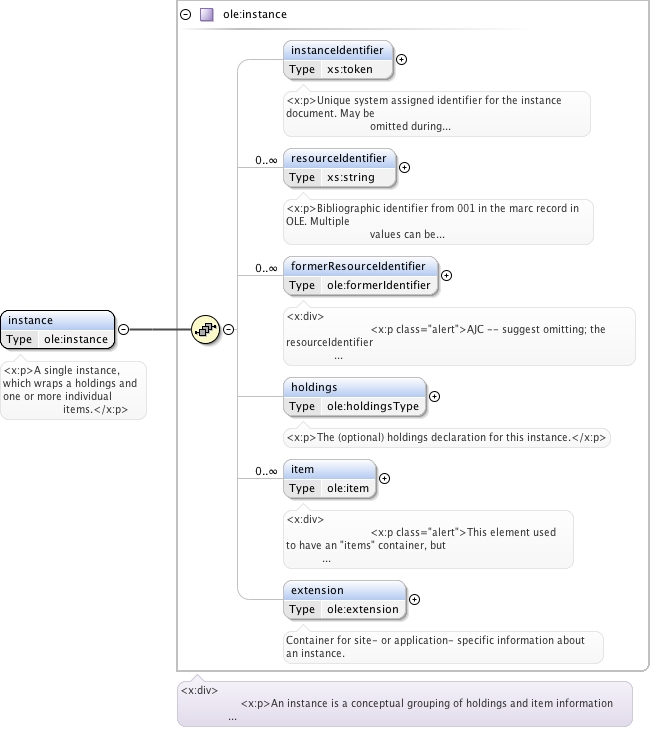 ole:instance
instanceIdentifier
Type xs:token
<x:p>Unique system assigned identifier for the instance
document. May be
omitted during...
0..∞
resourceIdentifier
Type xs:string
<x:p>Bibliographic identifier from 001 in the marc record in
OLE. Multiple
values can be...
0..∞
formerResourceIdentifier
Type ole:formerIdentifier
<x:div>
<x:p class="alert">AJC -- suggest omitting; the
resourceIdentifier
...
instance
Type ole:instance
<x:p>A single instance,
which wraps a holdings and
one or more individual
items.</x:p>
holdings
Type ole:holdingsType
<x:p>The (optional) holdings declaration for this instance.</x:p>
0..∞
item
Type ole:item
<x:div>
<x:p class="alert">This element used
to have an "items" container, but
...
extension
Type ole:extension
Container for site- or application- specific information about
an instance.
<x:div>
<x:p>An instance is a conceptual grouping of holdings and item information
...